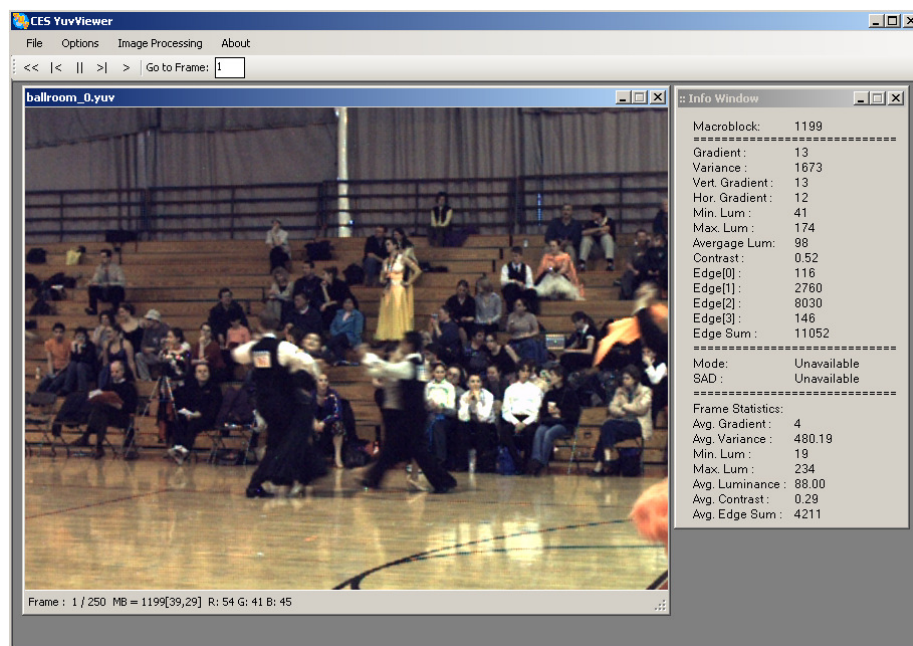 CES YuvViewer
File Options Image Processing About
<< |< || >| > Go to Frame: 1
ballroom_0.yuv
:: Info Window
Macroblock: 1199
==============================
Gradient : 13
Variance : 1673
Vert. Gradient : 13
Hor. Gradient : 12
Min. Lum : 41
Max. Lum : 174
Avergage Lum: 98
Contrast : 0.52
Edge[0] : 116
Edge[1] : 2760
Edge[2] : 8030
Edge[3] : 146
Edge Sum : 11052
==============================
Mode: Unavailable
SAD : Unavailable
==============================
Frame Statistics:
Avg. Gradient : 4
Avg. Variance : 480.19
Min. Lum : 19
Max. Lum : 234
Avg. Luminance : 88.00
Avg. Contrast : 0.29
Avg. Edge Sum : 4211
Frame : 1 / 250 MB = 1199[39,29] R: 54 G: 41 B: 45